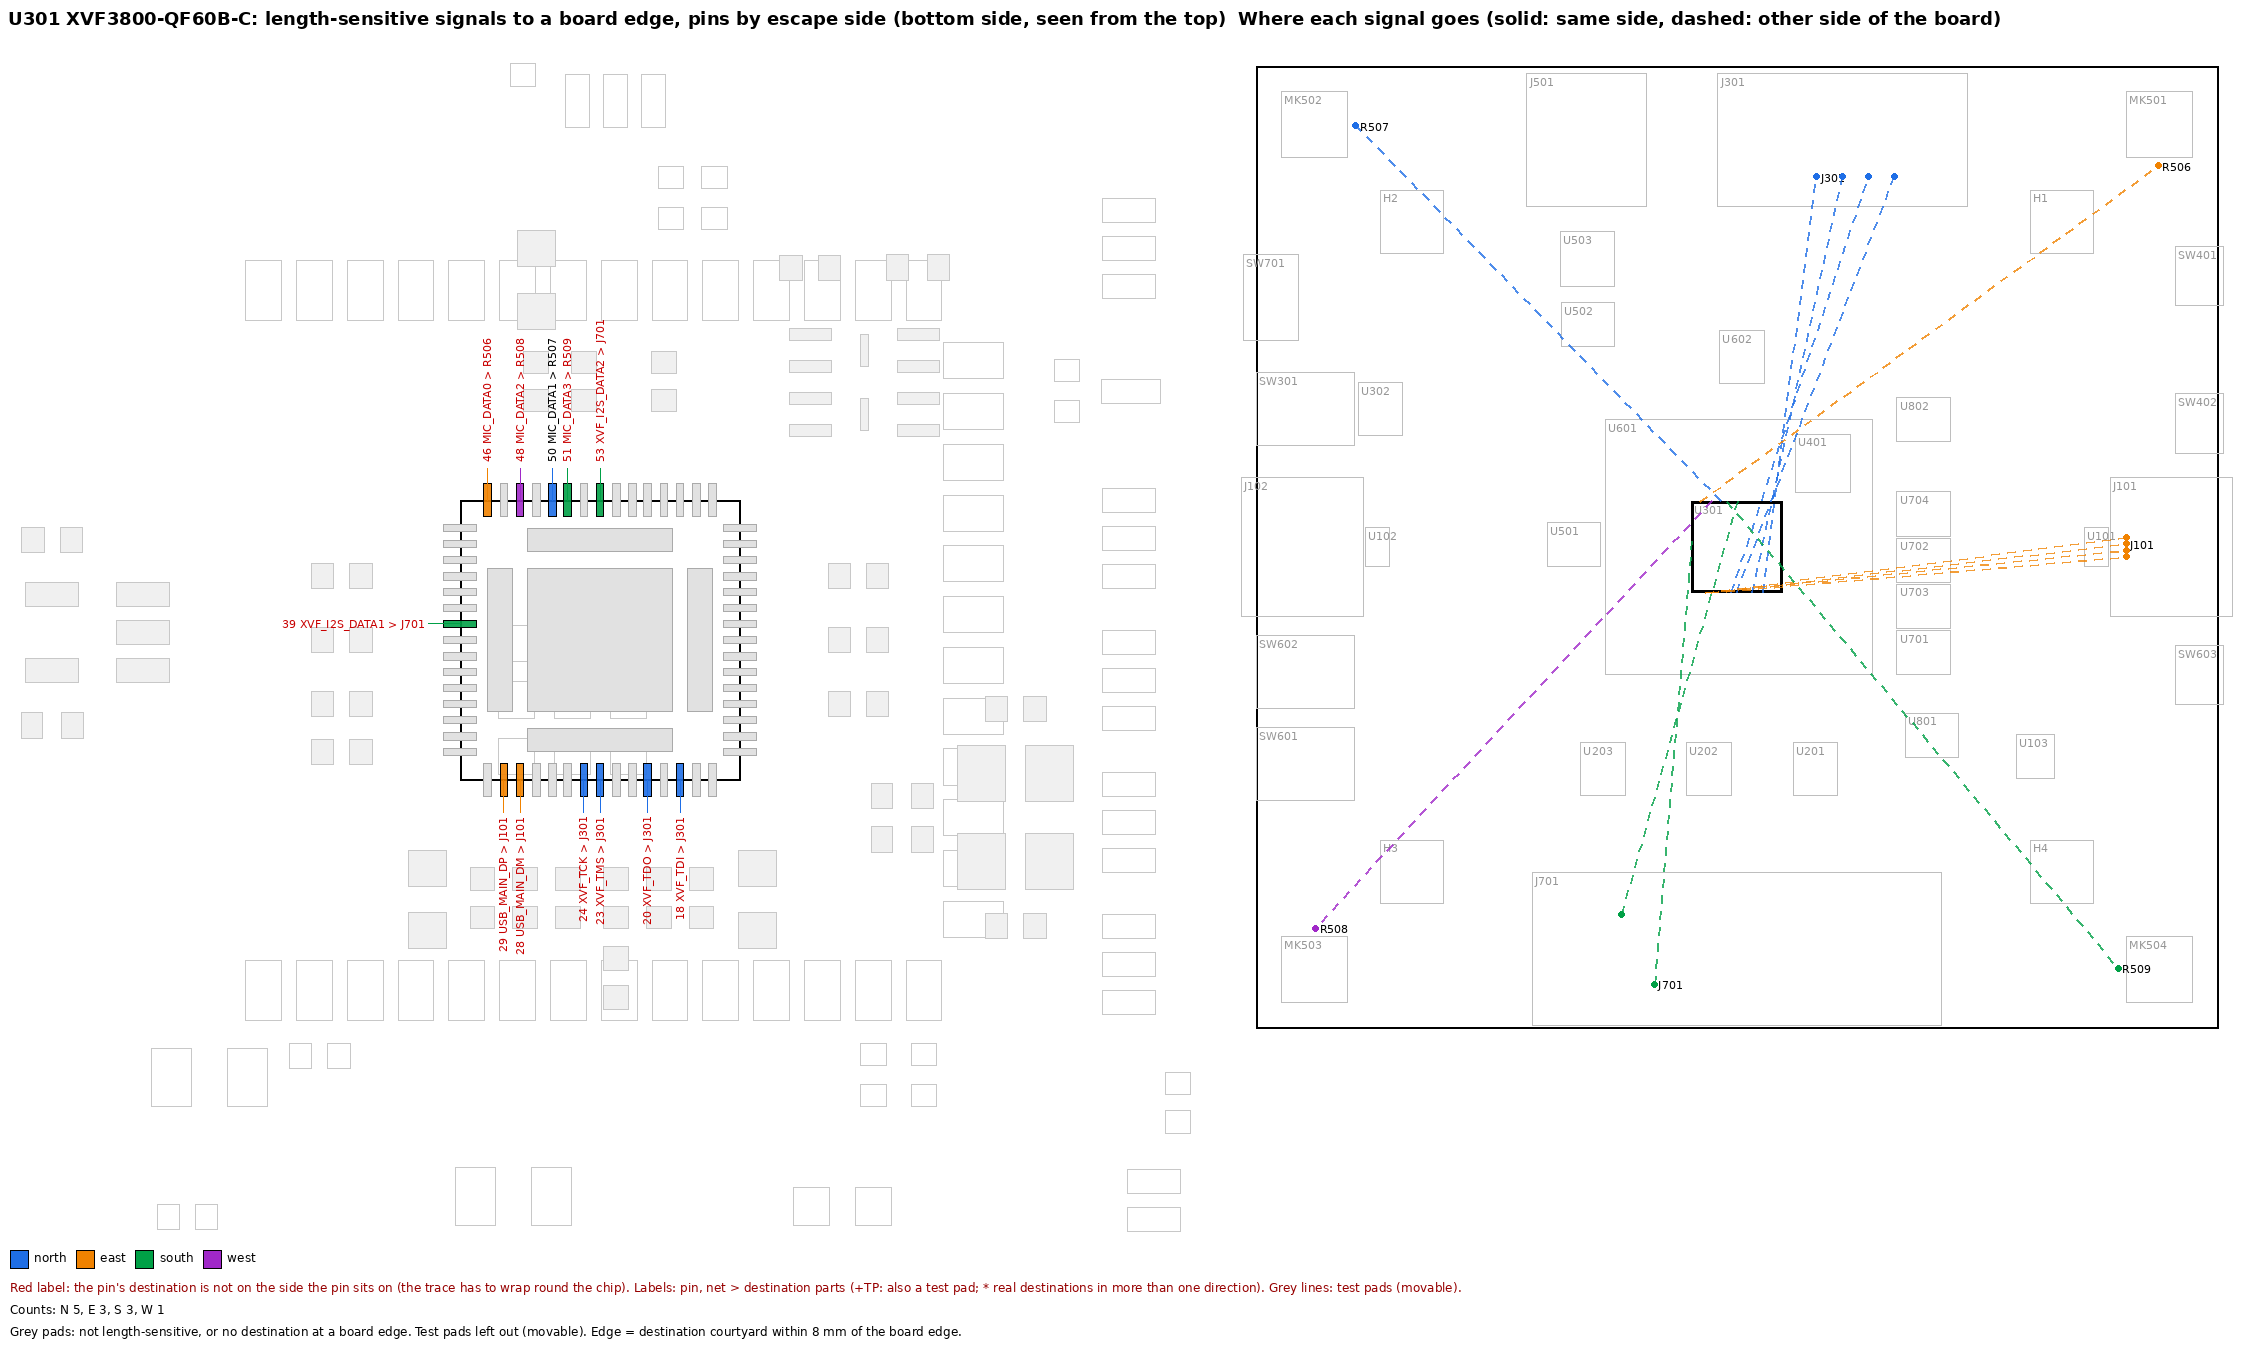 U301 XVF3800-QF60B-C: length-sensitive signals to a board edge, pins by escape side (bottom side, seen from the top)
Where each signal goes (solid: same side, dashed: other side of the board)
46 MIC_DATA0 > R506
48 MIC_DATA2 > R508
50 MIC_DATA1 > R507
51 MIC_DATA3 > R509
53 XVF_I2S_DATA2 > J701
39 XVF_I2S_DATA1 > J701
29 USB_MAIN_DP > J101
28 USB_MAIN_DM > J101
24 XVF_TCK > J301
23 XVF_TMS > J301
20 XVF_TDO > J301
18 XVF_TDI > J301
MK502
J501
J301
MK501
R507
R506
J301
H2
H1
U503
SW701
SW401
U502
U602
SW301
U302
U802
SW402
U601
U401
J102
J101
U301
U704
U501
U102
U702
U101
J101
U703
SW602
U701
SW603
SW601
U801
U203
U202
U201
U103
H3
H4
J701
R508
MK503
MK504
R509
J701
north
east
south
west
Red label: the pin's destination is not on the side the pin sits on (the trace has to wrap round the chip). Labels: pin, net > destination parts (+TP: also a test pad; * real destinations in more than one direction). Grey lines: test pads (movable).
Counts: N 5, E 3, S 3, W 1
Grey pads: not length-sensitive, or no destination at a board edge. Test pads left out (movable). Edge = destination courtyard within 8 mm of the board edge.